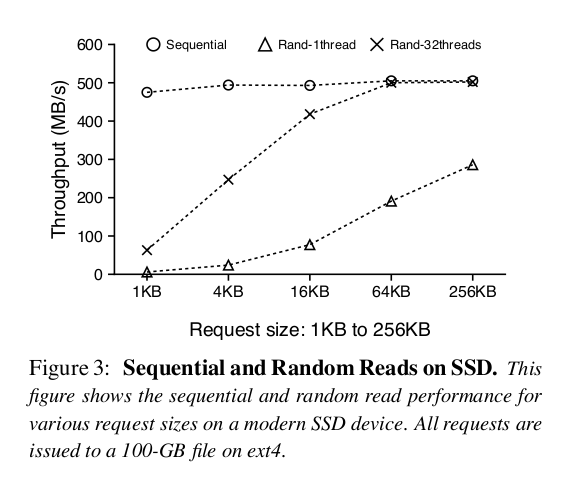 Sequential Rand-1thread Rand-32threads
600
500
400
300
200
100
0
Throughput (MB/s)
1KB 4KB 16KB 64KB 256KB
Request size: 1KB to 256KB
Figure 3: Sequential and Random Reads on SSD. This
figure shows the sequential and random read performance for
various request sizes on a modern SSD device. All requests are
issued to a 100-GB file on ext4.